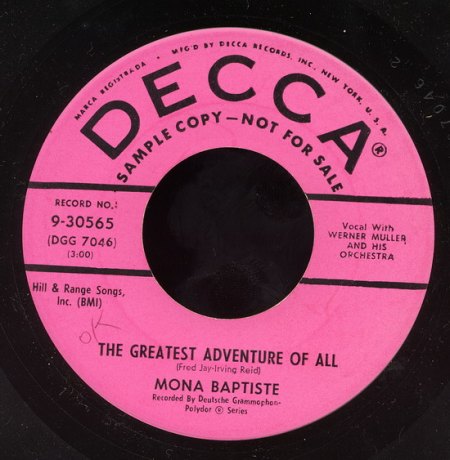 MARCA REGISTRADA • MFG'D BY DECCA RECORDS, INC., NEW YORK, U.S.A.
DECCA®
SAMPLE COPY—NOT FOR SALE
RECORD NO.:
9-30565
(DGG 7046)
(3:00)
Vocal With
WERNER MULLER
AND HIS
ORCHESTRA
Hill & Range Songs,
Inc. (BMI)
OK
THE GREATEST ADVENTURE OF ALL
(Fred Jay-Irving Reid)
MONA BAPTISTE
Recorded By Deutsche Grammophon-
Polydor ® Series